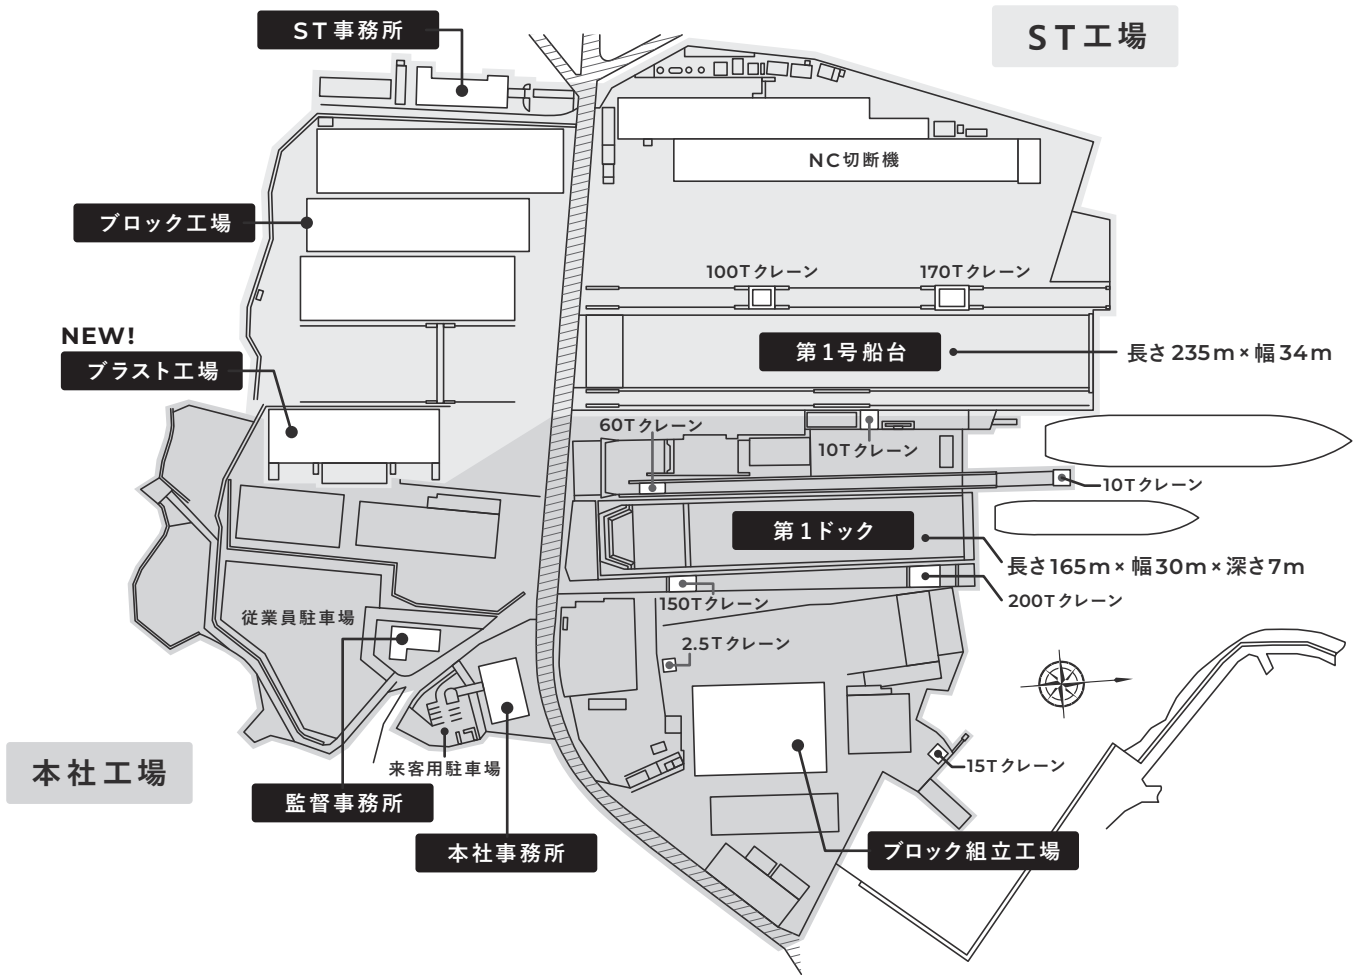 ST事務所
ST工場
NC切断機
ブロック工場
100Tクレーン
170Tクレーン
NEW!
ブラスト工場
第1号船台
長さ235m×幅34m
60Tクレーン
10Tクレーン
10Tクレーン
第1ドック
長さ165m×幅30m×深さ7m
150Tクレーン
200Tクレーン
従業員駐車場
2.5Tクレーン
本社工場
来客用駐車場
15Tクレーン
監督事務所
本社事務所
ブロック組立工場